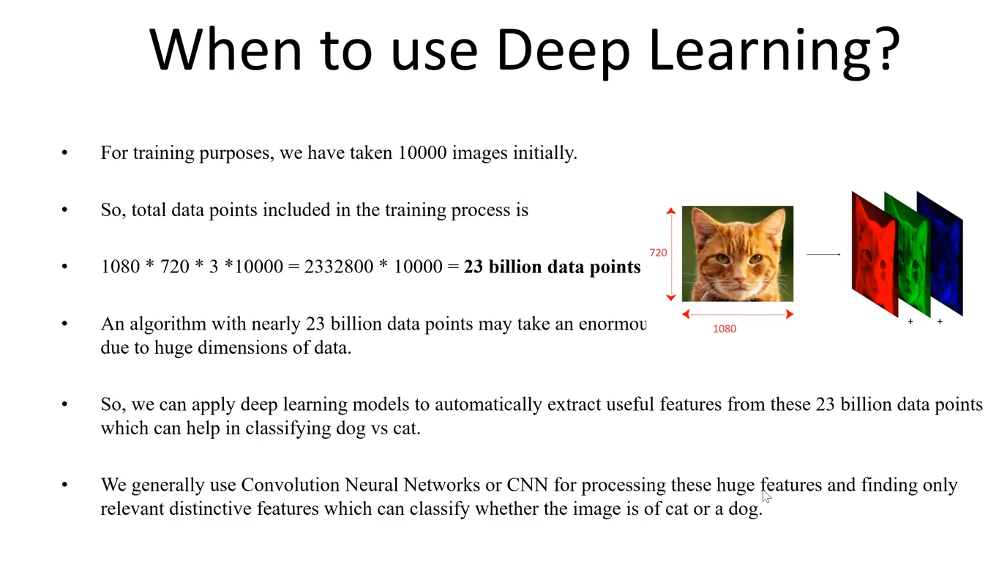 When to use Deep Learning?
• For training purposes, we have taken 10000 images initially.
• So, total data points included in the training process is
• 1080 * 720 * 3 *10000 = 2332800 * 10000 = 23 billion data points
• An algorithm with nearly 23 billion data points may take an
due to huge dimensions of data.
• So, we can apply deep learning models to automatically extract useful features from these 23 billion data points
which can help in classifying dog vs cat.
• We generally use Convolution Neural Networks or CNN for processing these huge features and finding only
relevant distinctive features which can classify whether the image is of cat or a dog.
720
1080
+ +